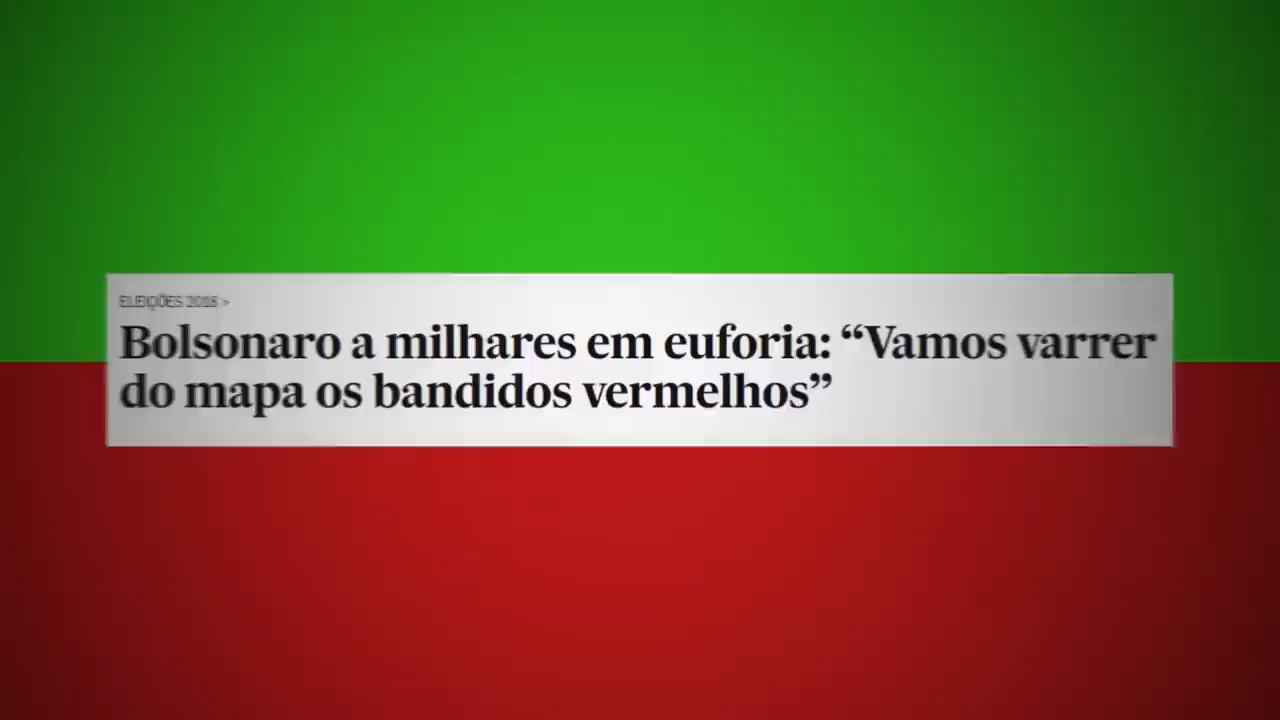 ELEIÇÕES 2018 >
Bolsonaro a milhares em euforia: “Vamos varrer
do mapa os bandidos vermelhos”